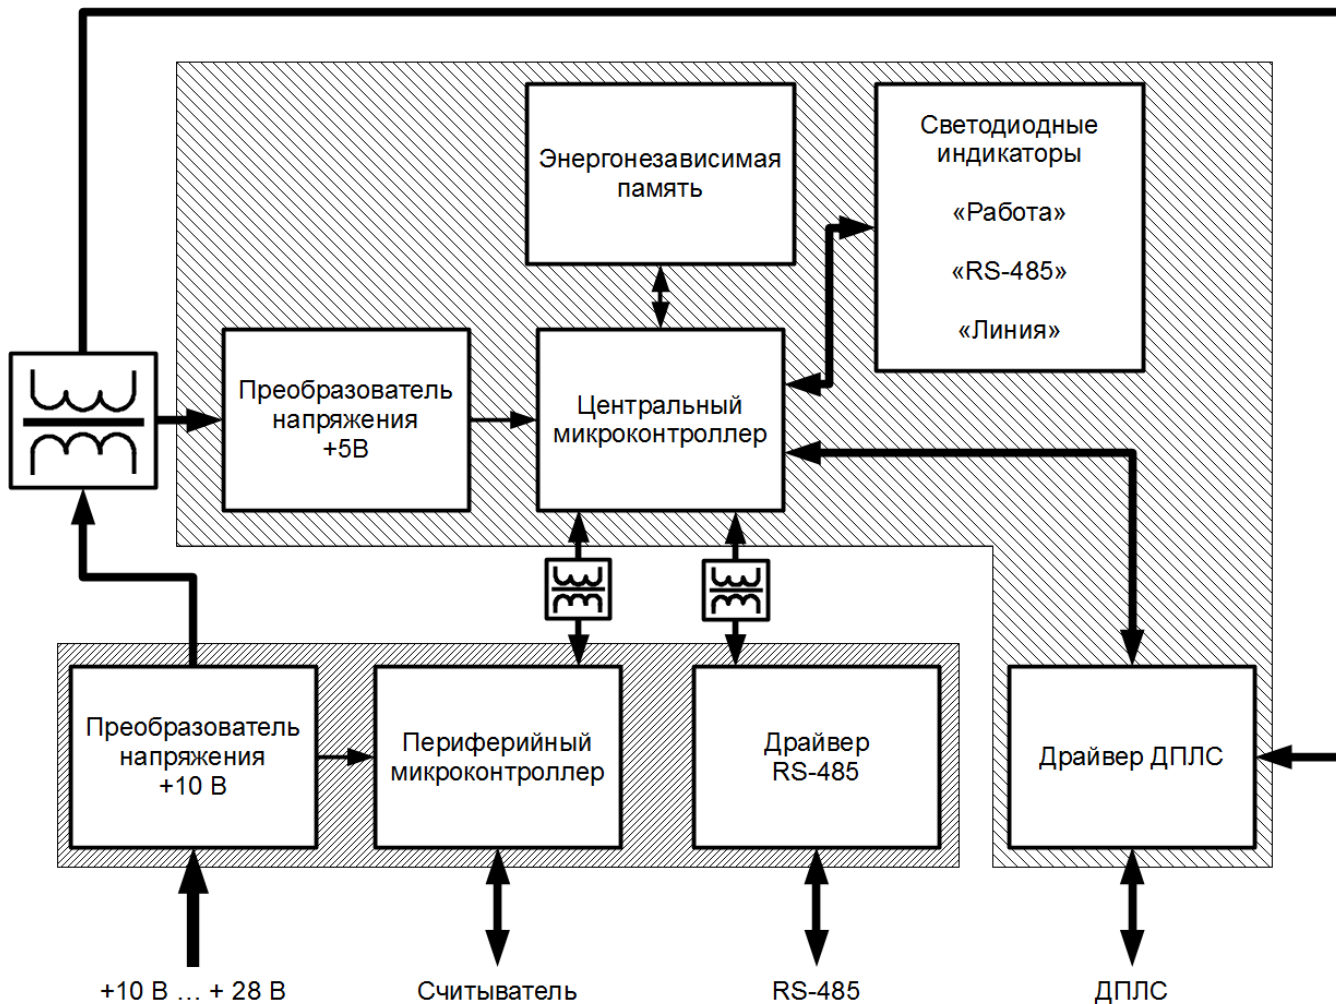 Энергонезависимая
память
Светодиодные
индикаторы
«Работа»
«RS-485»
«Линия»
Преобразователь
напряжения
+5В
Центральный
микроконтроллер
Преобразователь
напряжения
+10 В
Периферийный
микроконтроллер
Драйвер
RS-485
Драйвер ДПЛС
+10 В ... + 28 В
Считыватель
RS-485
ДПЛС